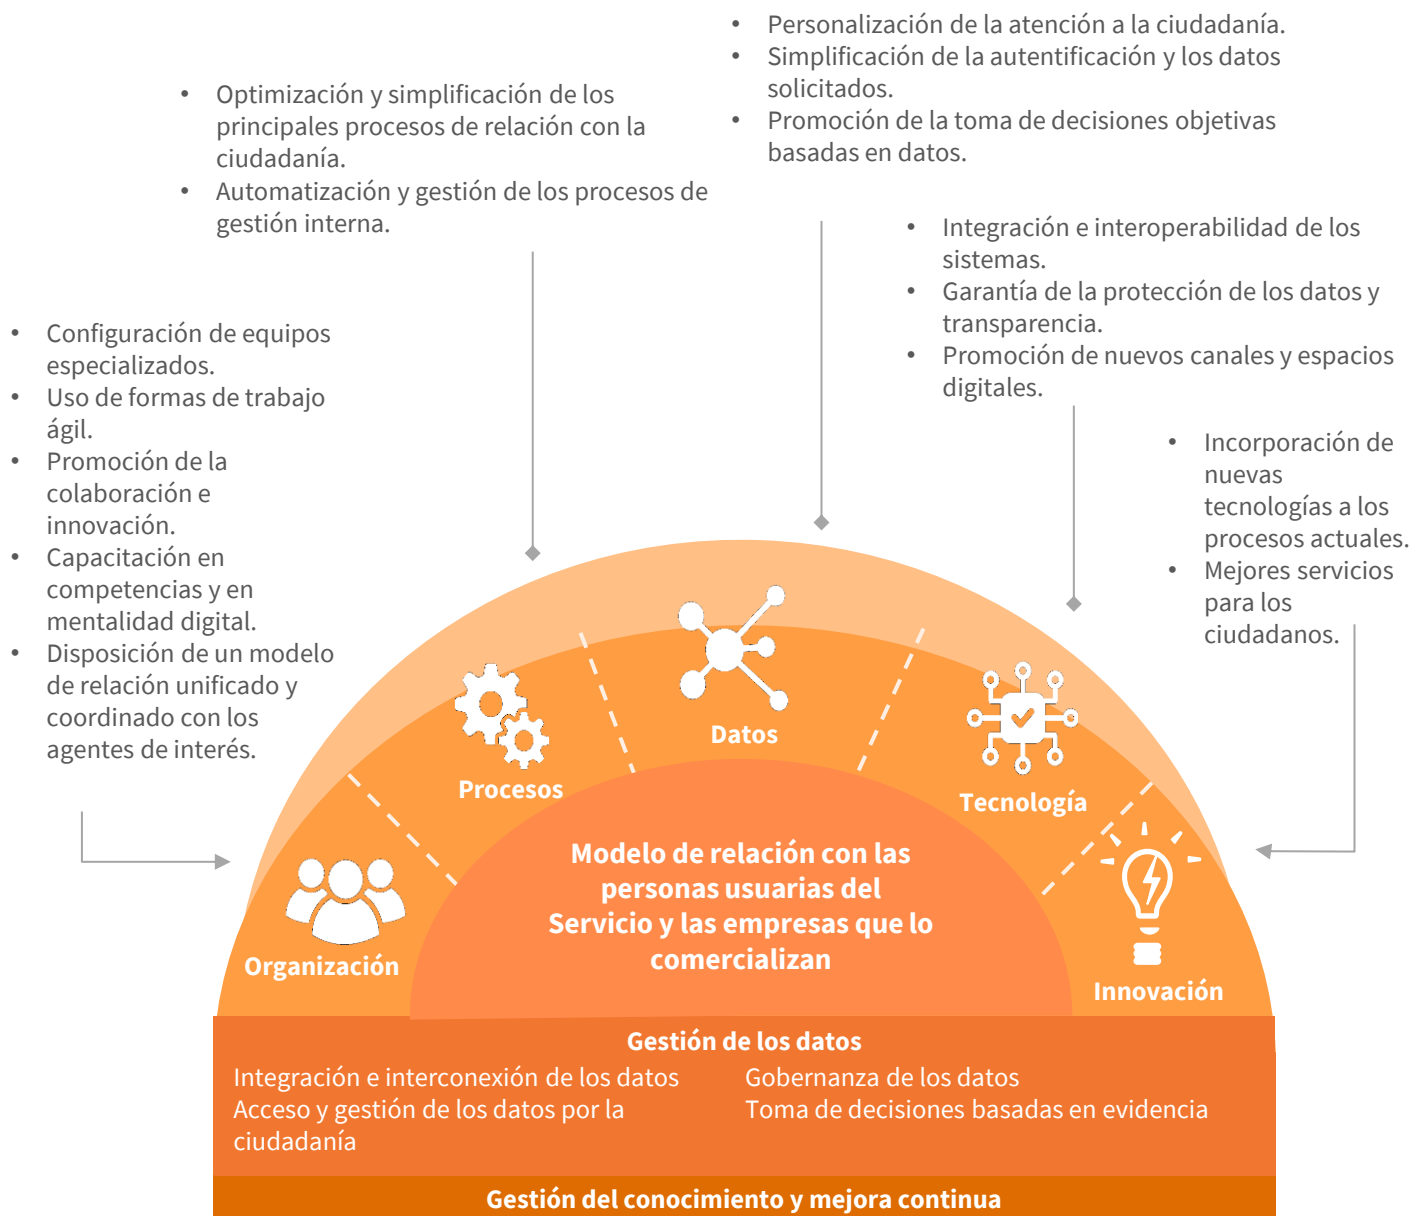 • Personalización de la atención a la ciudadanía.
• Simplificación de la autentificación y los datos
solicitados.
• Promoción de la toma de decisiones objetivas
basadas en datos.
• Optimización y simplificación de los
principales procesos de relación con la
ciudadanía.
• Automatización y gestión de los procesos de
gestión interna.
• Integración e interoperabilidad de los
sistemas.
• Garantía de la protección de los datos y
transparencia.
• Promoción de nuevos canales y espacios
digitales.
• Configuración de equipos
especializados.
• Uso de formas de trabajo
ágil.
• Promoción de la
colaboración e
innovación.
• Capacitación en
competencias y en
mentalidad digital.
• Disposición de un modelo
de relación unificado y
coordinado con los
agentes de interés.
• Incorporación de
nuevas
tecnologías a los
procesos actuales.
• Mejores servicios
para los
ciudadanos.
Organización
Procesos
Datos
Tecnología
Innovación
Modelo de relación con las
personas usuarias del
Servicio y las empresas que lo
comercializan
Gestión de los datos
Integración e interconexión de los datos
Acceso y gestión de los datos por la
ciudadanía
Gobernanza de los datos
Toma de decisiones basadas en evidencia
Gestión del conocimiento y mejora continua